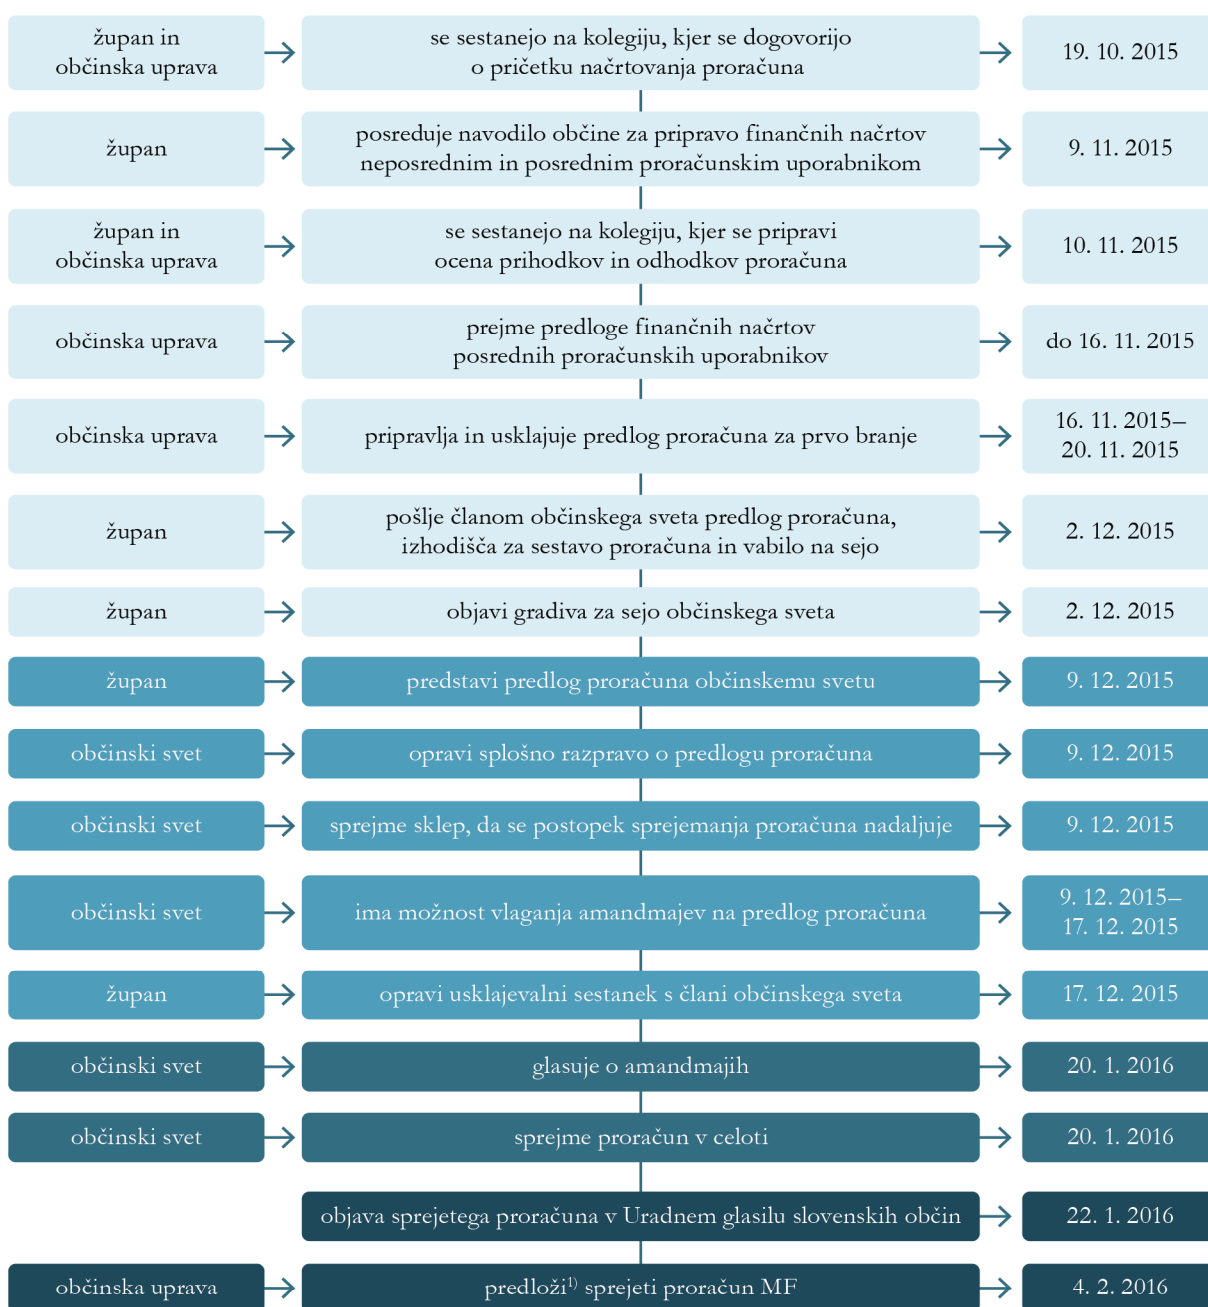 župan in
občinska uprava
se sestanejo na kolegiju, kjer se dogovorijo
o pričetku načrtovanja proračuna
19. 10. 2015
župan
posreduje navodilo občine za pripravo finančnih načrtov
neposrednim in posrednim proračunskim uporabnikom
9. 11. 2015
župan in
občinska uprava
se sestanejo na kolegiju, kjer se pripravi
ocena prihodkov in odhodkov proračuna
10. 11. 2015
občinska uprava
prejme predloge finančnih načrtov
posrednih proračunskih uporabnikov
do 16. 11. 2015
občinska uprava
pripravlja in usklajuje predlog proračuna za prvo branje
16. 11. 2015–
20. 11. 2015
župan
pošlje članom občinskega sveta predlog proračuna,
izhodišča za sestavo proračuna in vabilo na sejo
2. 12. 2015
župan
objavi gradiva za sejo občinskega sveta
2. 12. 2015
župan
predstavi predlog proračuna občinskemu svetu
9. 12. 2015
občinski svet
opravi splošno razpravo o predlogu proračuna
9. 12. 2015
občinski svet
sprejme sklep, da se postopek sprejemanja proračuna nadaljuje
9. 12. 2015
občinski svet
ima možnost vlaganja amandmajev na predlog proračuna
9. 12. 2015–
17. 12. 2015
župan
opravi usklajevalni sestanek s člani občinskega sveta
17. 12. 2015
občinski svet
glasuje o amandmajih
20. 1. 2016
občinski svet
sprejme proračun v celoti
20. 1. 2016
objava sprejetega proračuna v Uradnem glasilu slovenskih občin
22. 1. 2016
občinska uprava
predloži¹⁾ sprejeti proračun MF
4. 2. 2016